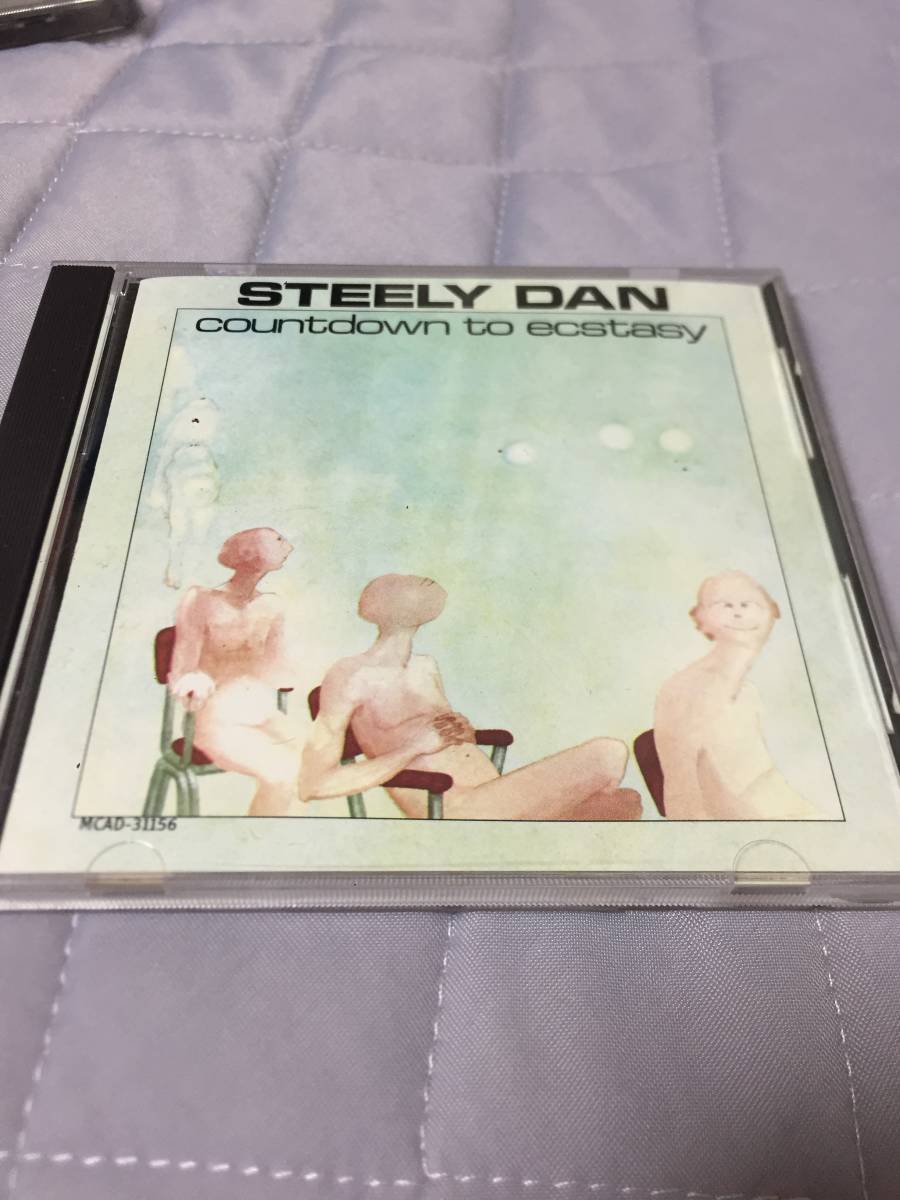 STEELY DAN
countdown to ecstasy
MCAD-31156